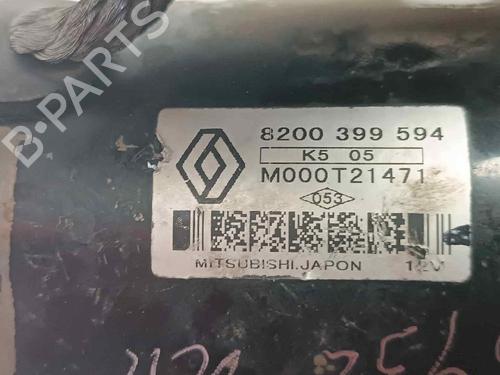 B-PARTS
8200 399 594
K5 05
M000T21471
053
MITSUBISHI.JAPON 12V